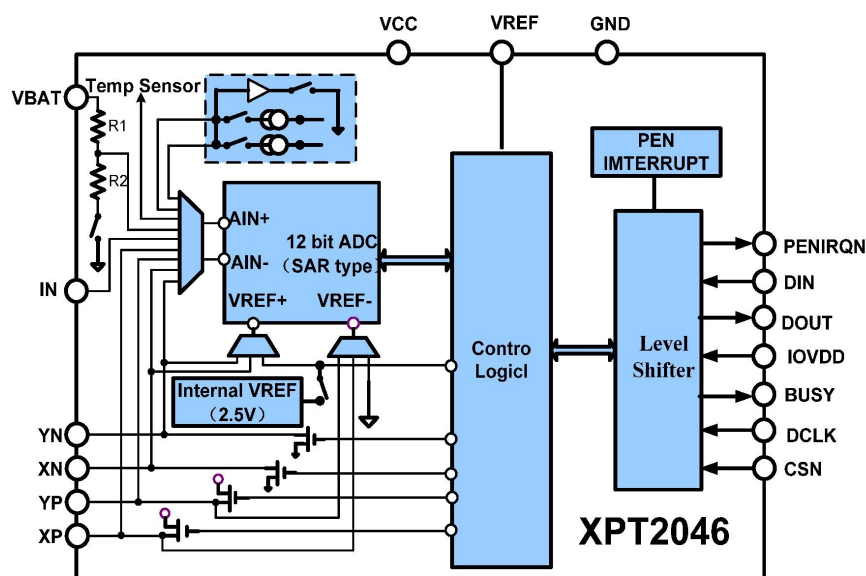 VCC
VREF
GND
VBAT
Temp Sensor
R1
R2
PEN
IMTERRUPT
AIN+
12 bit ADC
（SAR type）
AIN-
VREF+
VREF-
IN
PENIRQN
DIN
DOUT
IOVDD
BUSY
DCLK
CSN
Contro
Logicl
Level
Shifter
Internal VREF
（2.5V）
YN
XN
YP
XP
XPT2046